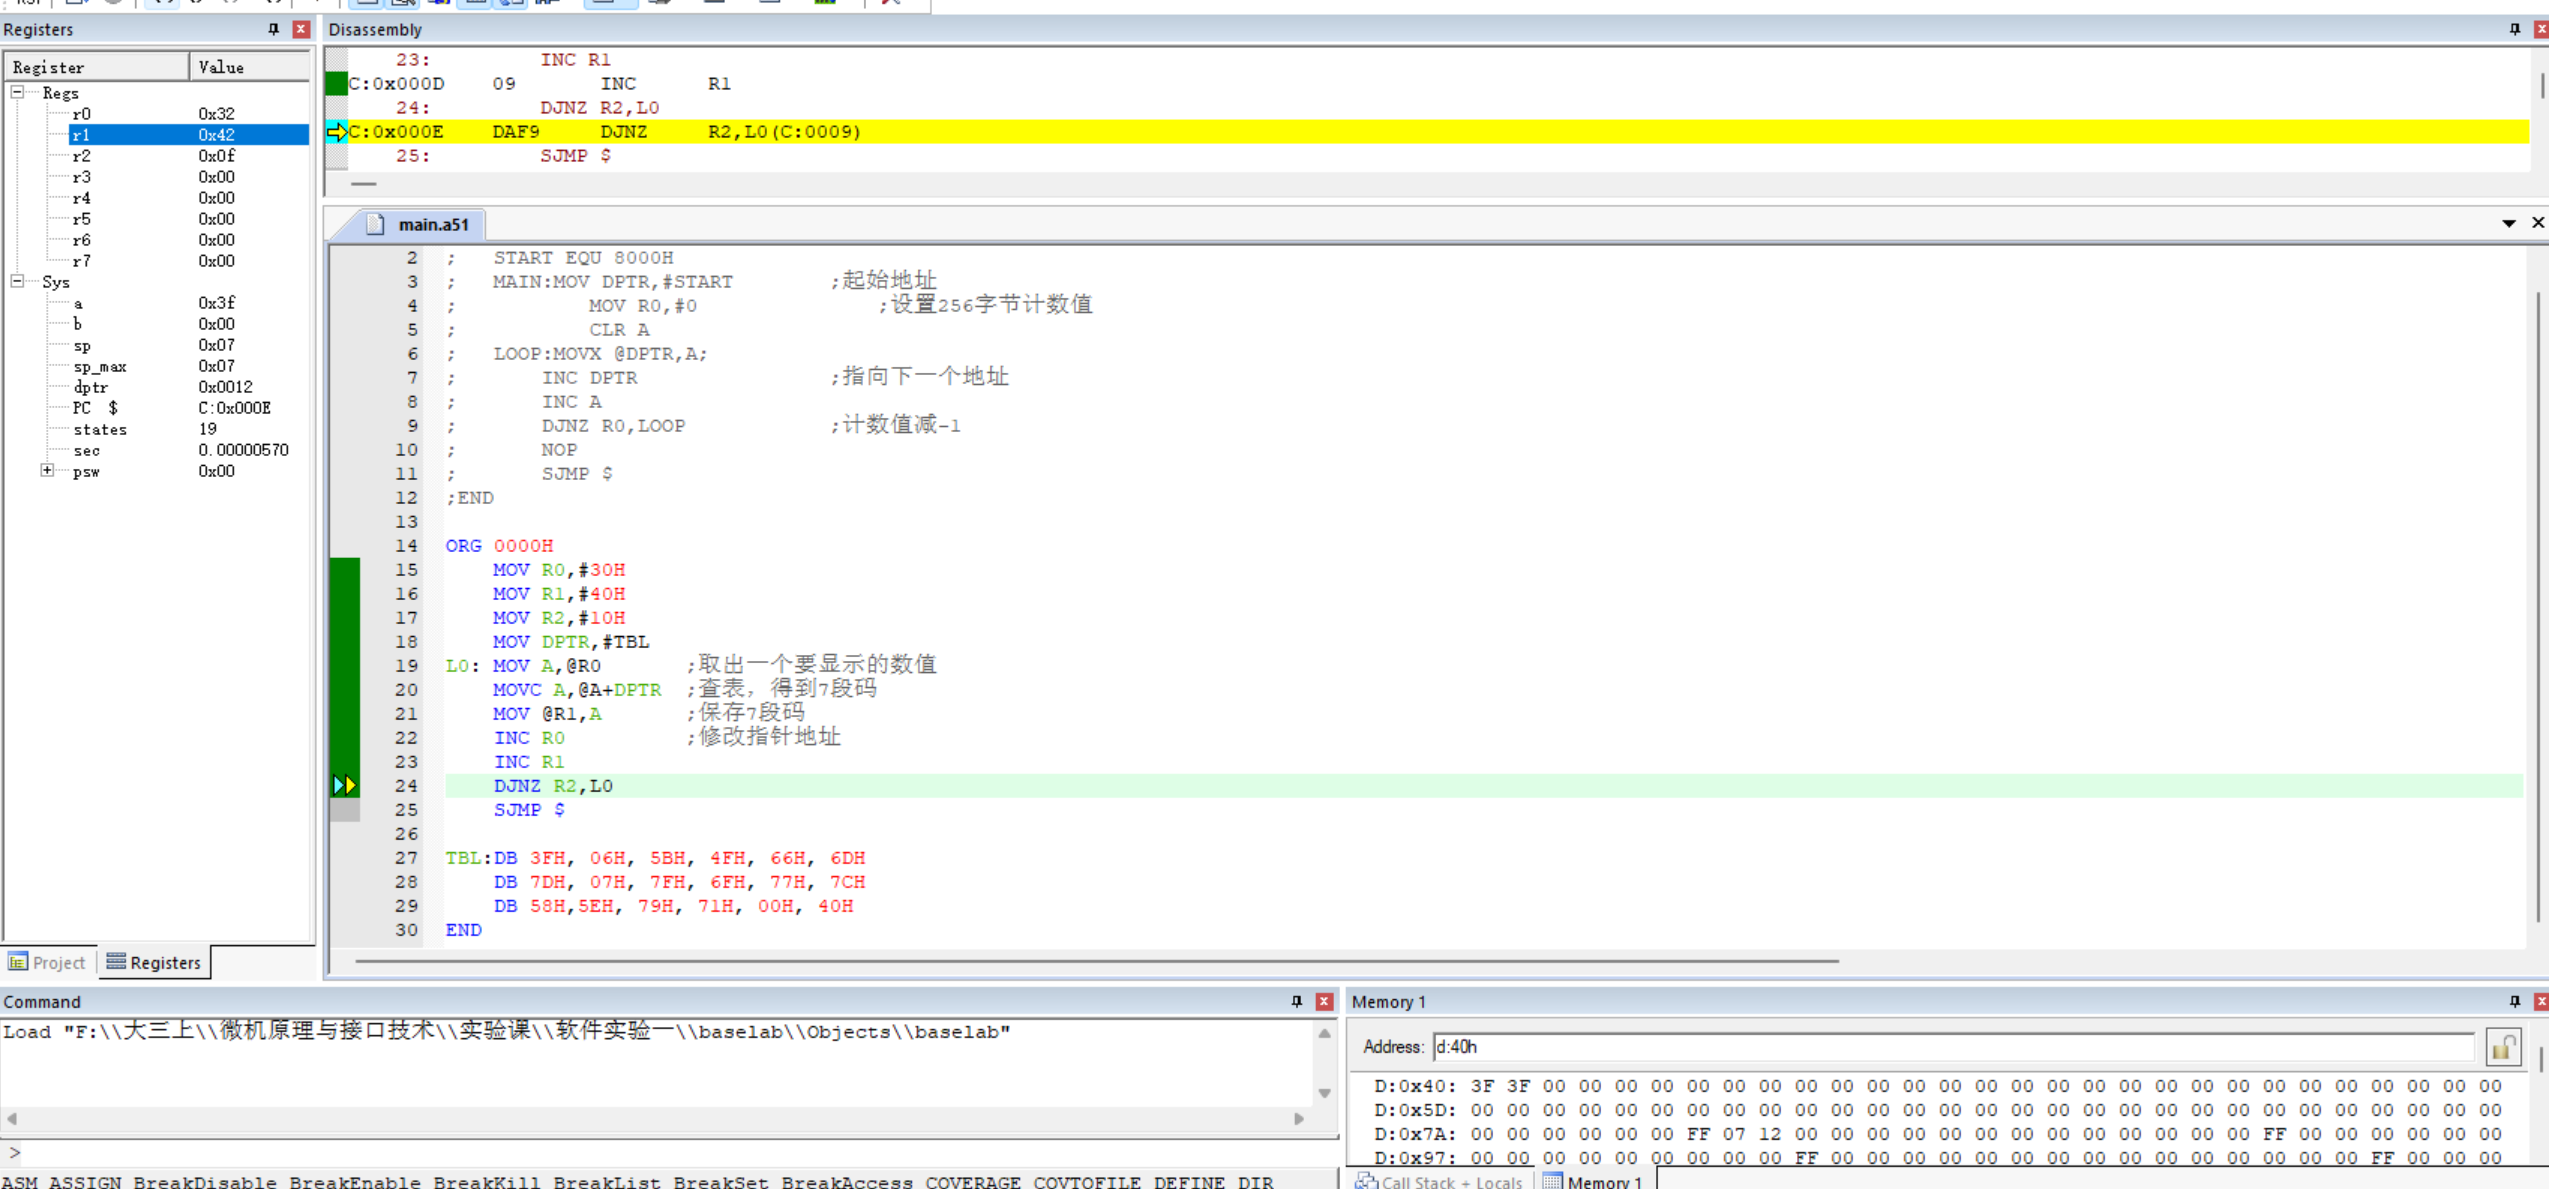 Registers
Register Value
Regs
r0 0x32
r1 0x42
r2 0x0f
r3 0x00
r4 0x00
r5 0x00
r6 0x00
r7 0x00
Sys
a 0x3f
b 0x00
sp 0x07
sp_max 0x07
dptr 0x0012
PC $ C:0x000E
states 19
sec 0.00000570
psw 0x00
Project Registers
Disassembly
23: INC R1
C:0x000D 09 INC R1
24: DJNZ R2,L0
C:0x000E DAF9 DJNZ R2,L0(C:0009)
25: SJMP $
main.a51
2 ; START EQU 8000H
3 ; MAIN:MOV DPTR,#START ;起始地址
4 ; MOV R0,#0 ;设置256字节计数值
5 ; CLR A
6 ; LOOP:MOVX @DPTR,A;
7 ; INC DPTR ;指向下一个地址
8 ; INC A
9 ; DJNZ R0,LOOP ;计数值减-1
10 ; NOP
11 ; SJMP $
12 ;END
13
14 ORG 0000H
15 MOV R0,#30H
16 MOV R1,#40H
17 MOV R2,#10H
18 MOV DPTR,#TBL
19 L0: MOV A,@R0 ;取出一个要显示的数值
20 MOVC A,@A+DPTR ;查表，得到7段码
21 MOV @R1,A ;保存7段码
22 INC R0 ;修改指针地址
23 INC R1
24 DJNZ R2,L0
25 SJMP $
26
27 TBL:DB 3FH, 06H, 5BH, 4FH, 66H, 6DH
28 DB 7DH, 07H, 7FH, 6FH, 77H, 7CH
29 DB 58H,5EH, 79H, 71H, 00H, 40H
30 END
Command
Load "F:\\大三上\\微机原理与接口技术\\实验课\\软件实验一\\baselab\\Objects\\baselab"
>
ASM ASSIGN BreakDisable BreakEnable BreakKill BreakList BreakSet BreakAccess COVERAGE COVTOFILE DEFINE DIR
Memory 1
Address: d:40h
D:0x40: 3F 3F 00 00 00 00 00 00 00 00 00 00 00 00 00 00 00 00 00 00 00 00 00 00 00 00 00 00 00
D:0x5D: 00 00 00 00 00 00 00 00 00 00 00 00 00 00 00 00 00 00 00 00 00 00 00 00 00 00 00 00 00
D:0x7A: 00 00 00 00 00 00 FF 07 12 00 00 00 00 00 00 00 00 00 00 00 00 00 FF 00 00 00 00 00 00
D:0x97: 00 00 00 00 00 00 00 00 00 FF 00 00 00 00 00 00 00 00 00 00 00 00 00 00 00 FF 00 00 00
Call Stack + Locals Memory 1